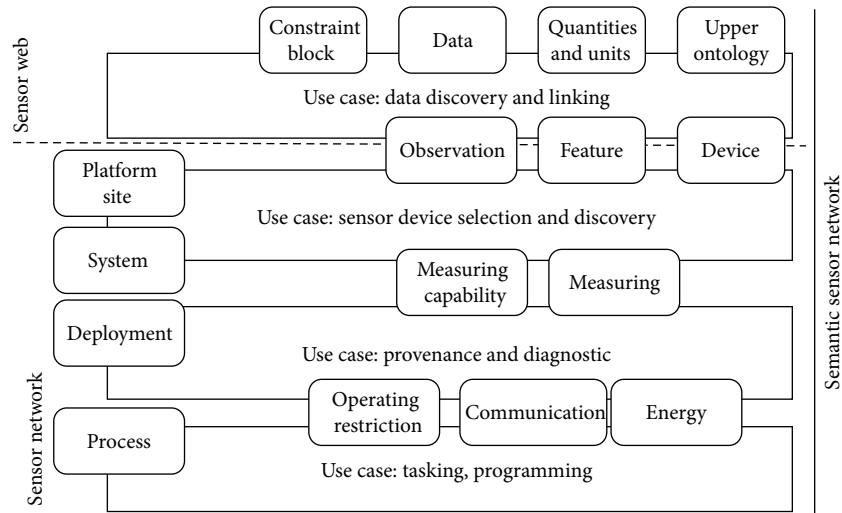 Constraint
block
Data
Quantities
and units
Upper
ontology
Sensor web
Use case: data discovery and linking
Observation
Feature
Device
Platform
site
Use case: sensor device selection and discovery
System
Measuring
capability
Measuring
Deployment
Use case: provenance and diagnostic
Operating
restriction
Communication
Energy
Process
Use case: tasking, programming
Sensor network
Semantic sensor network